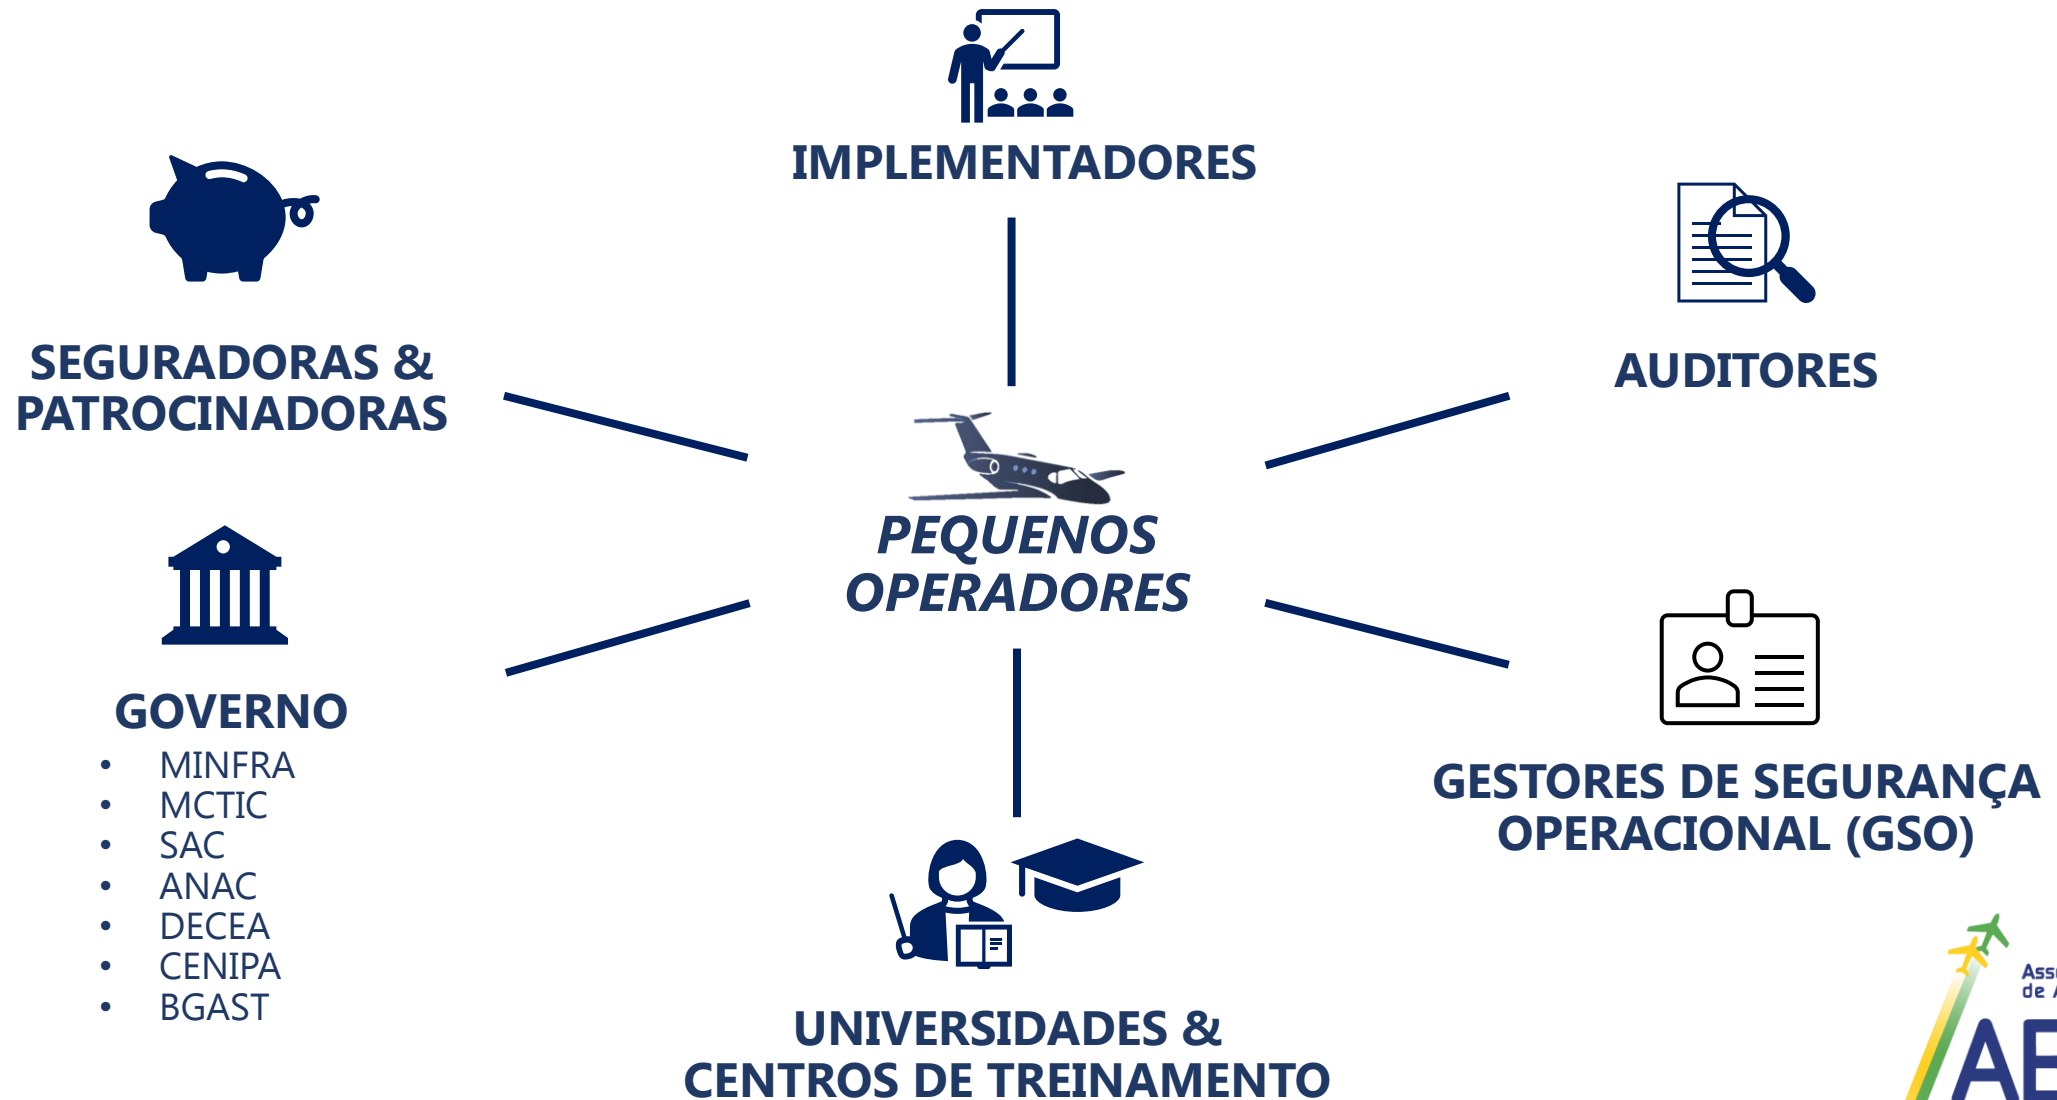 IMPLEMENTADORES
SEGURADORAS &
PATROCINADORAS
AUDITORES
PEQUENOS
OPERADORES
GOVERNO
• MINFRA
• MCTIC
• SAC
• ANAC
• DECEA
• CENIPA
• BGAST
GESTORES DE SEGURANÇA
OPERACIONAL (GSO)
UNIVERSIDADES &
CENTROS DE TREINAMENTO
de